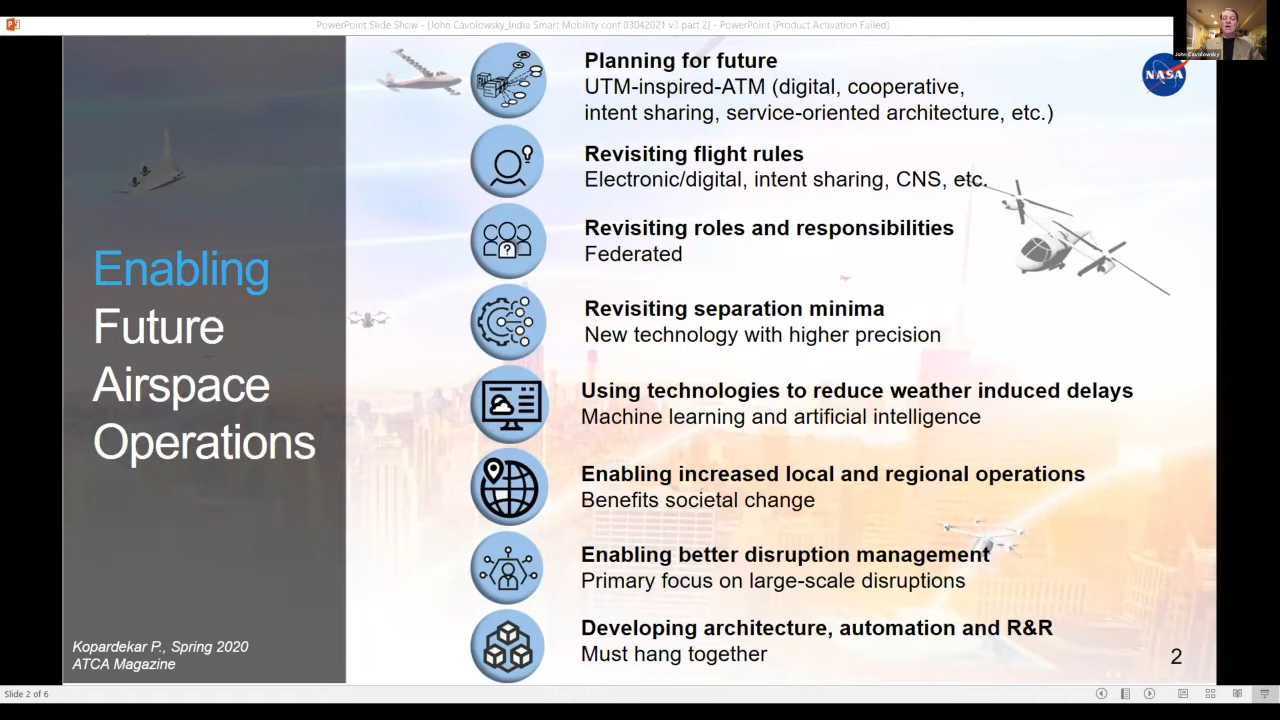 PowerPoint Slide Show - [John Cavolowsky_India Smart Mobility conf 03042021 v3 part 2] - PowerPoint (Product Activation Failed)
John Cavolowsky
NASA
Enabling
Future
Airspace
Operations
Kopardekar P., Spring 2020
ATCA Magazine
Planning for future
UTM-inspired-ATM (digital, cooperative,
intent sharing, service-oriented architecture, etc.)
Revisiting flight rules
Electronic/digital, intent sharing, CNS, etc.
Revisiting roles and responsibilities
Federated
?
Revisiting separation minima
New technology with higher precision
Using technologies to reduce weather induced delays
Machine learning and artificial intelligence
Enabling increased local and regional operations
Benefits societal change
Enabling better disruption management
Primary focus on large-scale disruptions
Developing architecture, automation and R&R
Must hang together
2
Slide 2 of 6